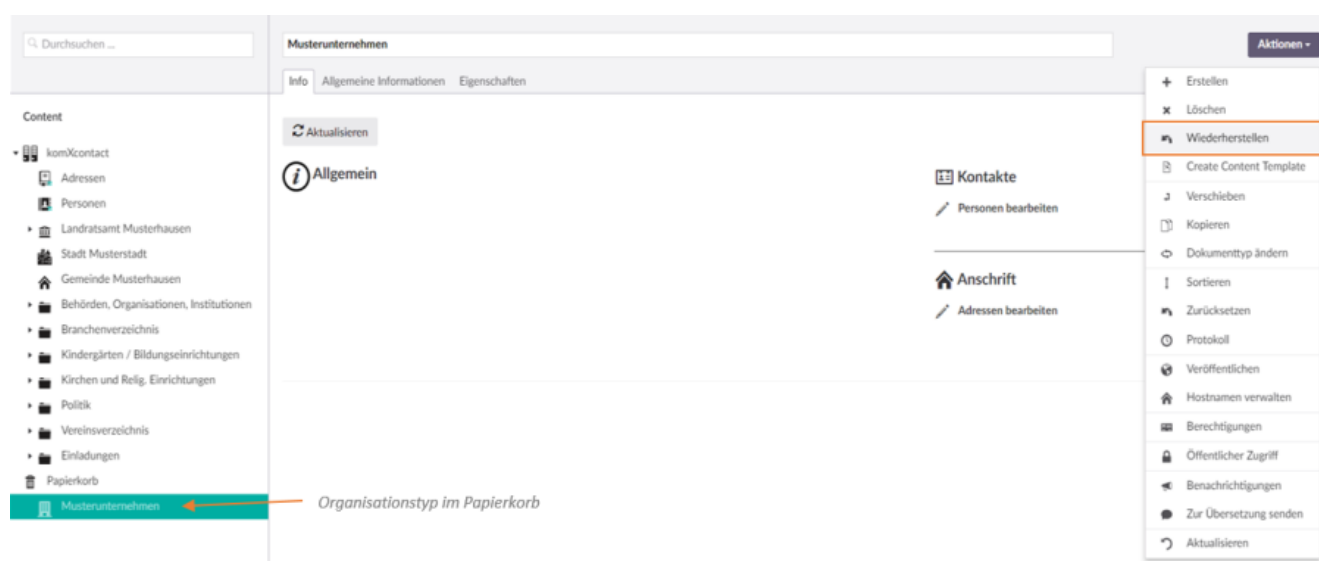 Durchsuchen ...
Content
komXcontact
Adressen
Personen
Landratsamt Musterhausen
Stadt Musterstadt
Gemeinde Musterhausen
Behörden, Organisationen, Institutionen
Branchenverzeichnis
Kindergärten / Bildungseinrichtungen
Kirchen und Relig. Einrichtungen
Politik
Vereinsverzeichnis
Einladungen
Papierkorb
Musterunternehmen
Musterunternehmen
Info Allgemeine Informationen Eigenschaften
Aktualisieren
Allgemein
Kontakte
Personen bearbeiten
Anschrift
Adressen bearbeiten
Organisationstyp im Papierkorb
Aktionen
Erstellen
Löschen
Wiederherstellen
Create Content Template
Verschieben
Kopieren
Dokumenttyp ändern
Sortieren
Zurücksetzen
Protokoll
Veröffentlichen
Hostnamen verwalten
Berechtigungen
Öffentlicher Zugriff
Benachrichtigungen
Zur Übersetzung senden
Aktualisieren